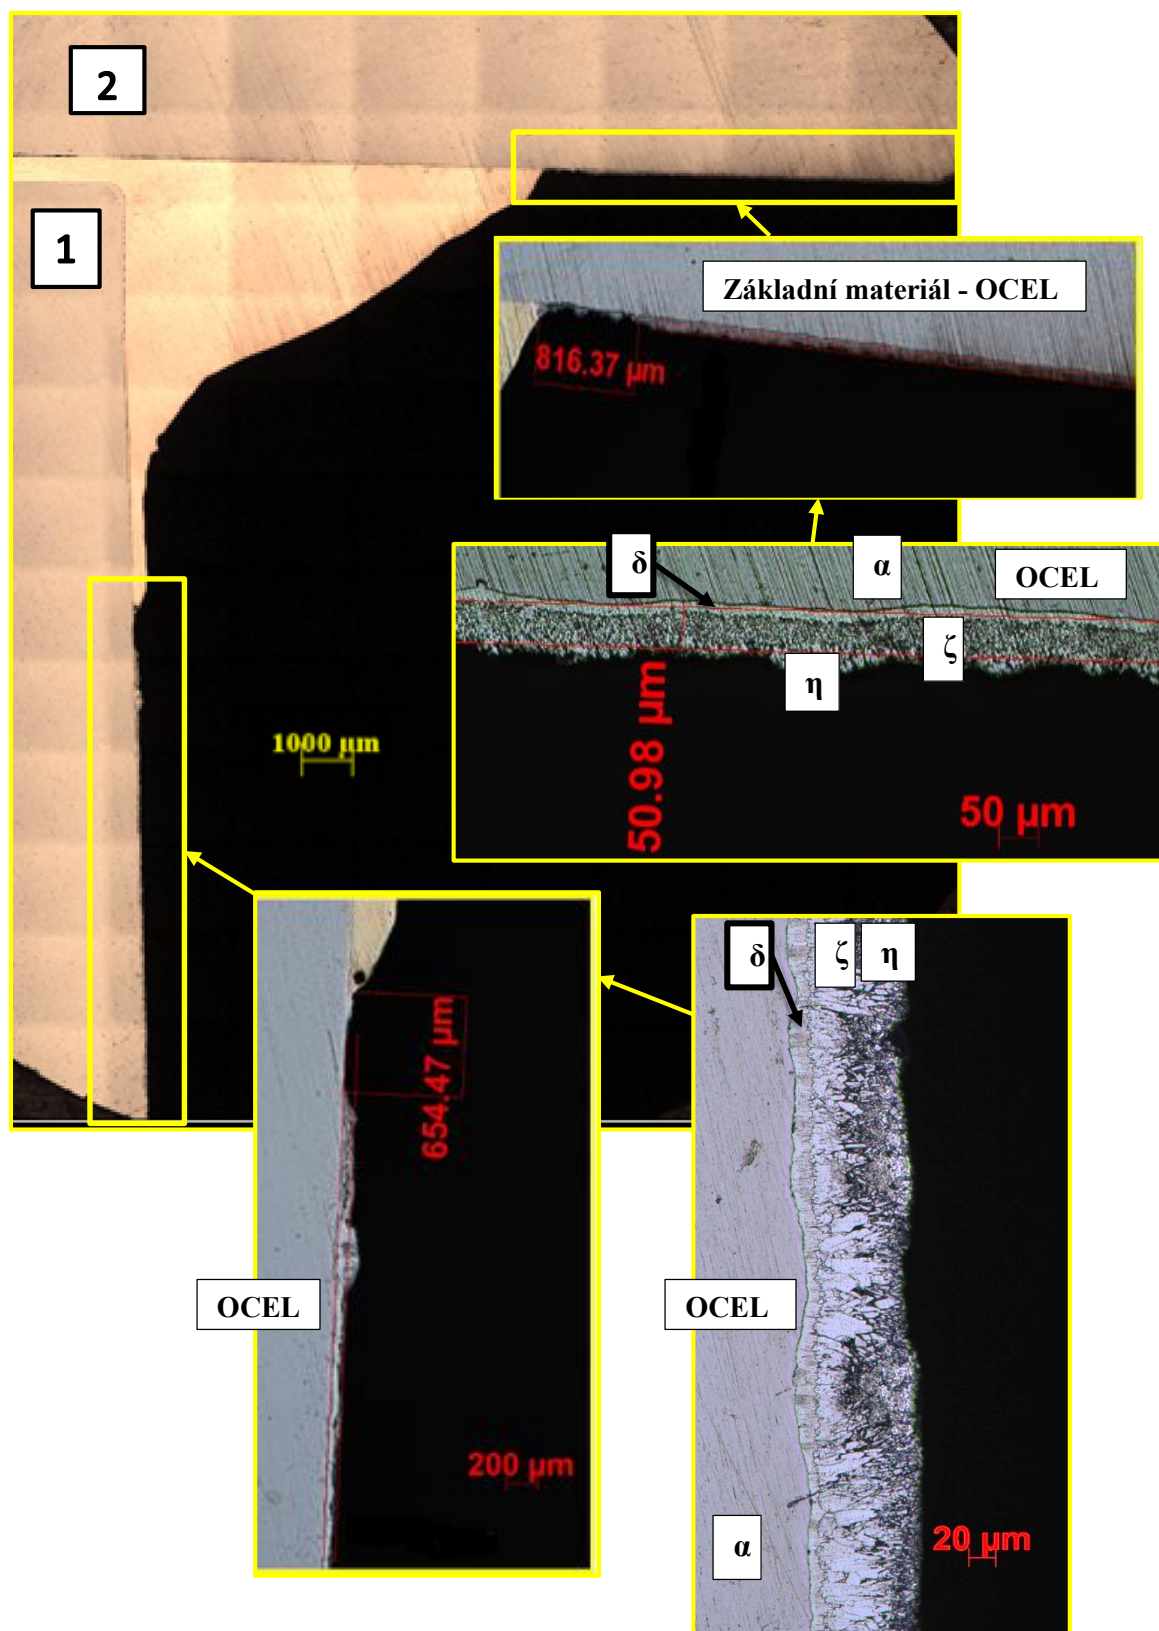 2
1
Základní materiál - OCEL
816.37 µm
δ
α
OCEL
ζ
η
50.98 µm
50 µm
1000 µm
δ
ζ
η
654.47 µm
OCEL
OCEL
200 µm
20 µm
α